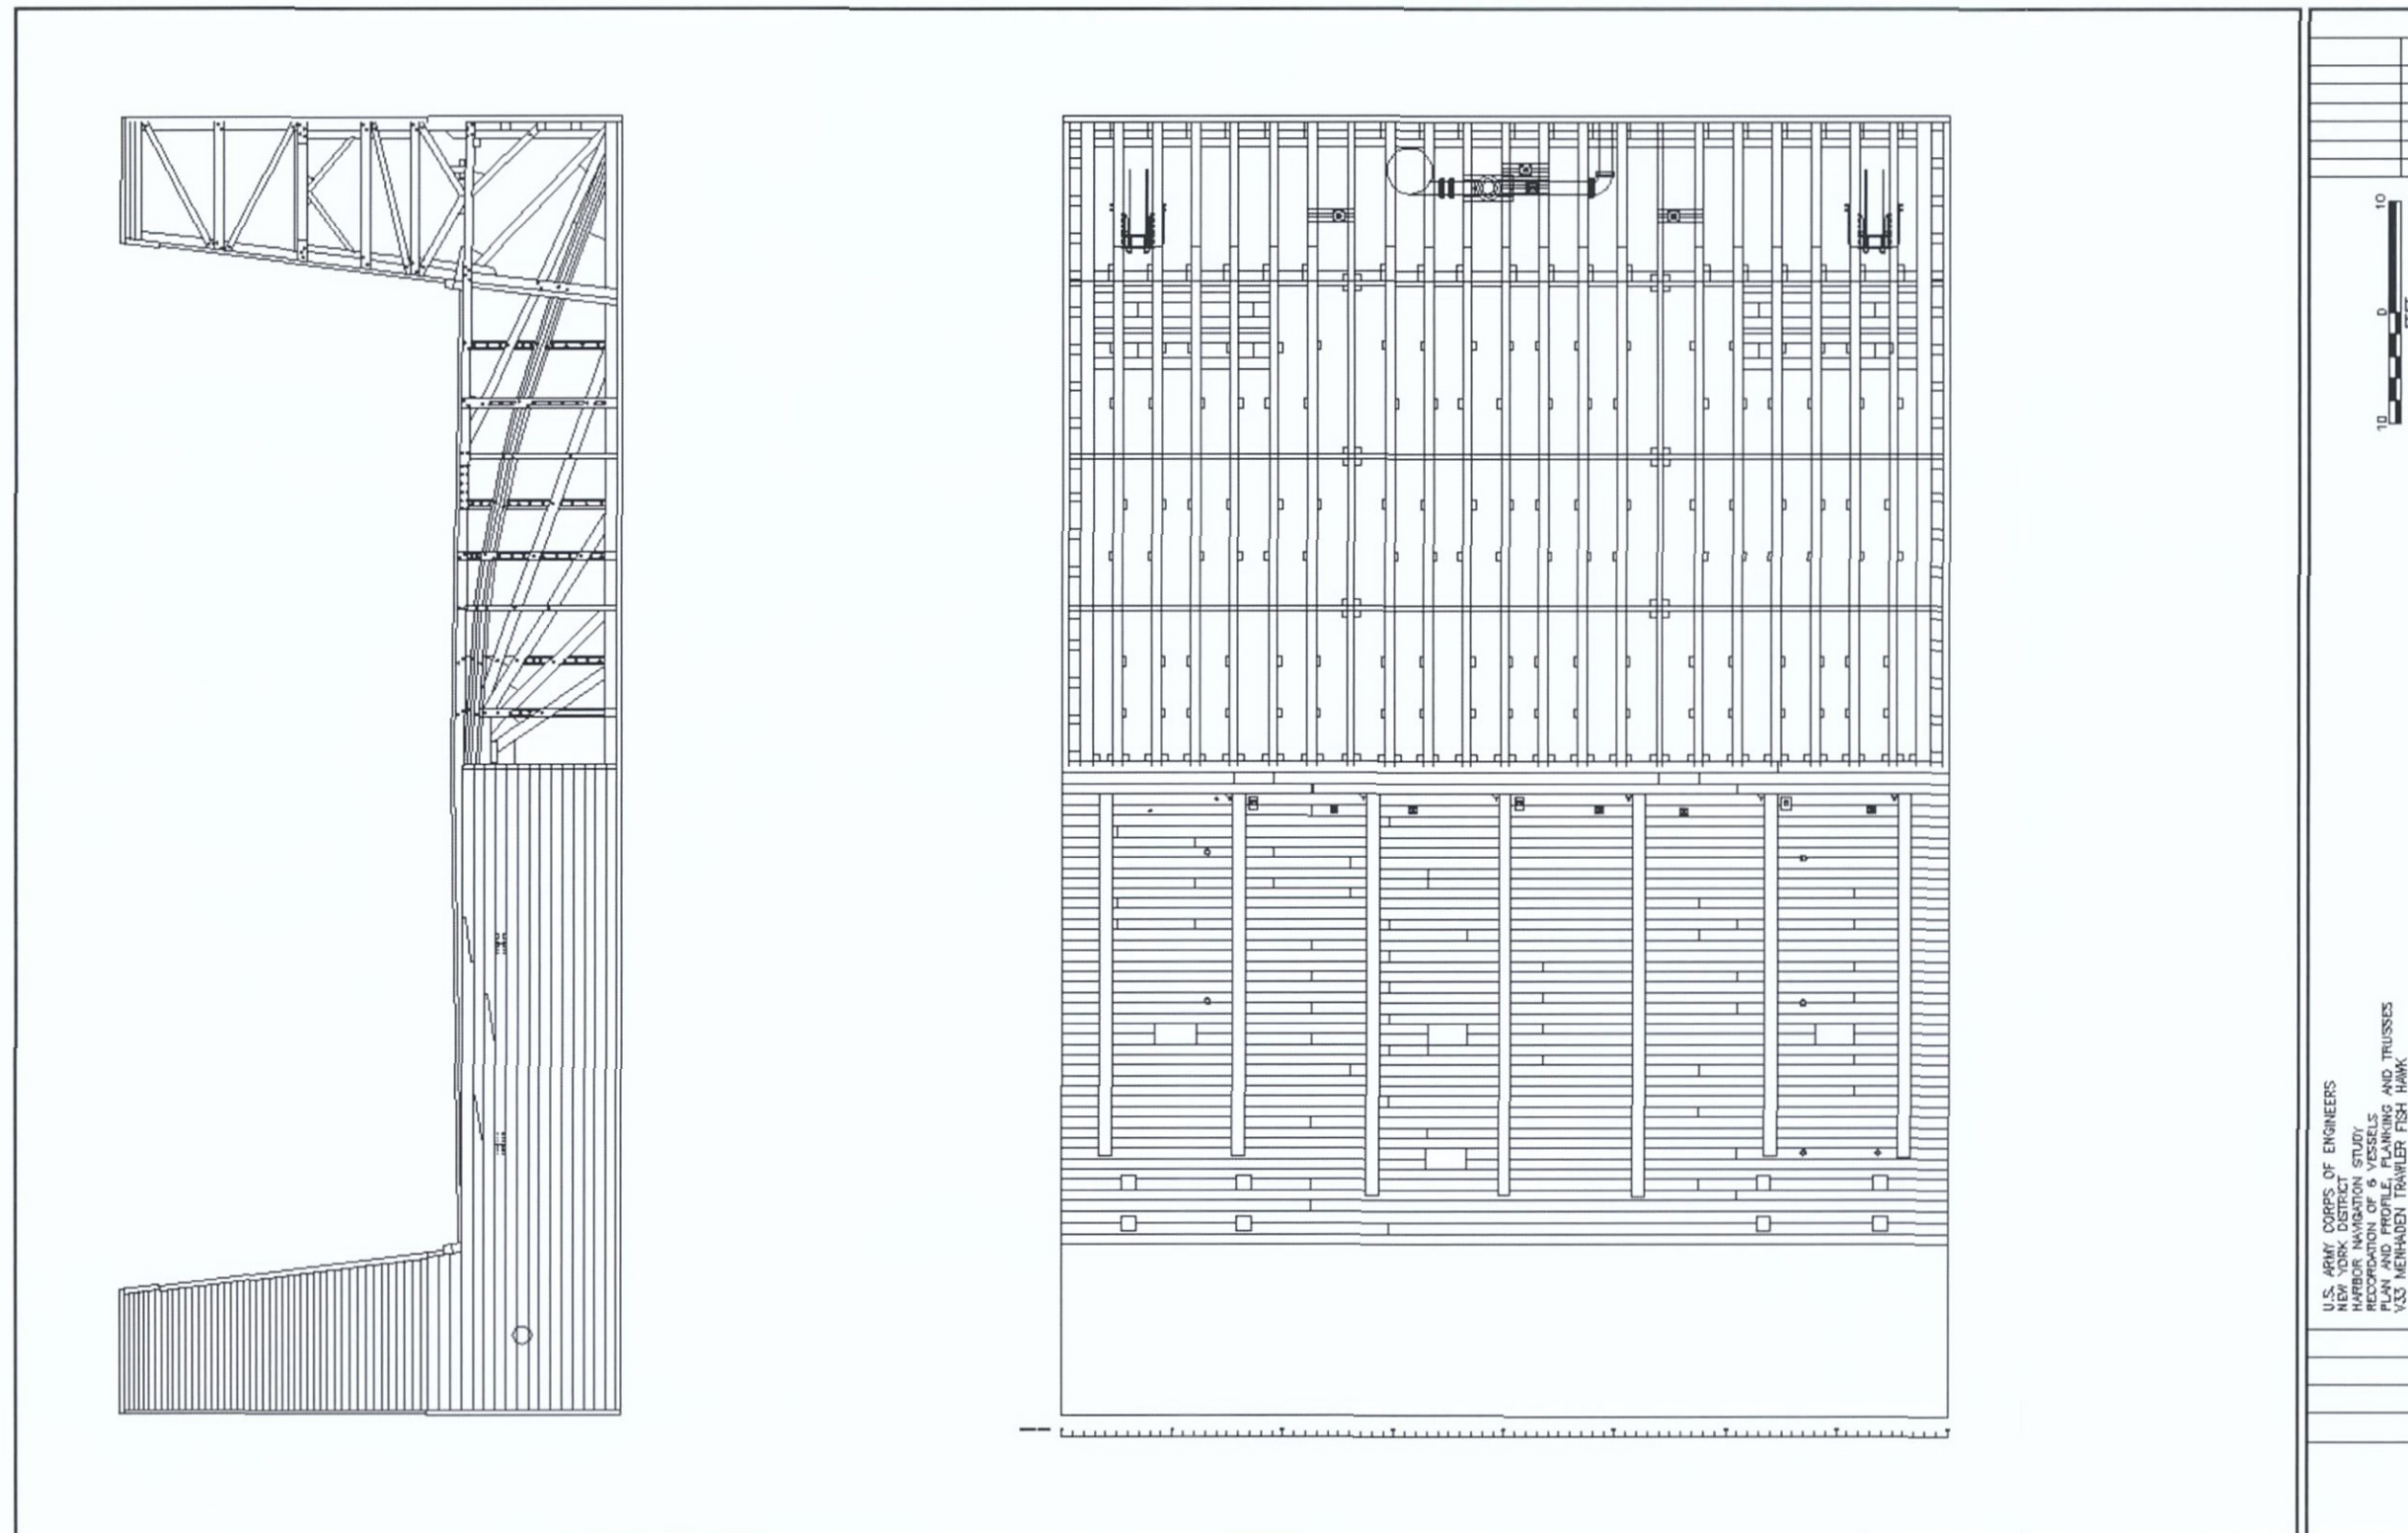 10
0
10
FEET
U.S. ARMY CORPS OF ENGINEERS
NEW YORK DISTRICT
HARBOR NAVIGATION STUDY
RECORDATION OF 6 VESSELS
PLAN AND PROFILE, PLANKING AND TRUSSES
V33 MENHADEN TRAWLER FISH HAWK